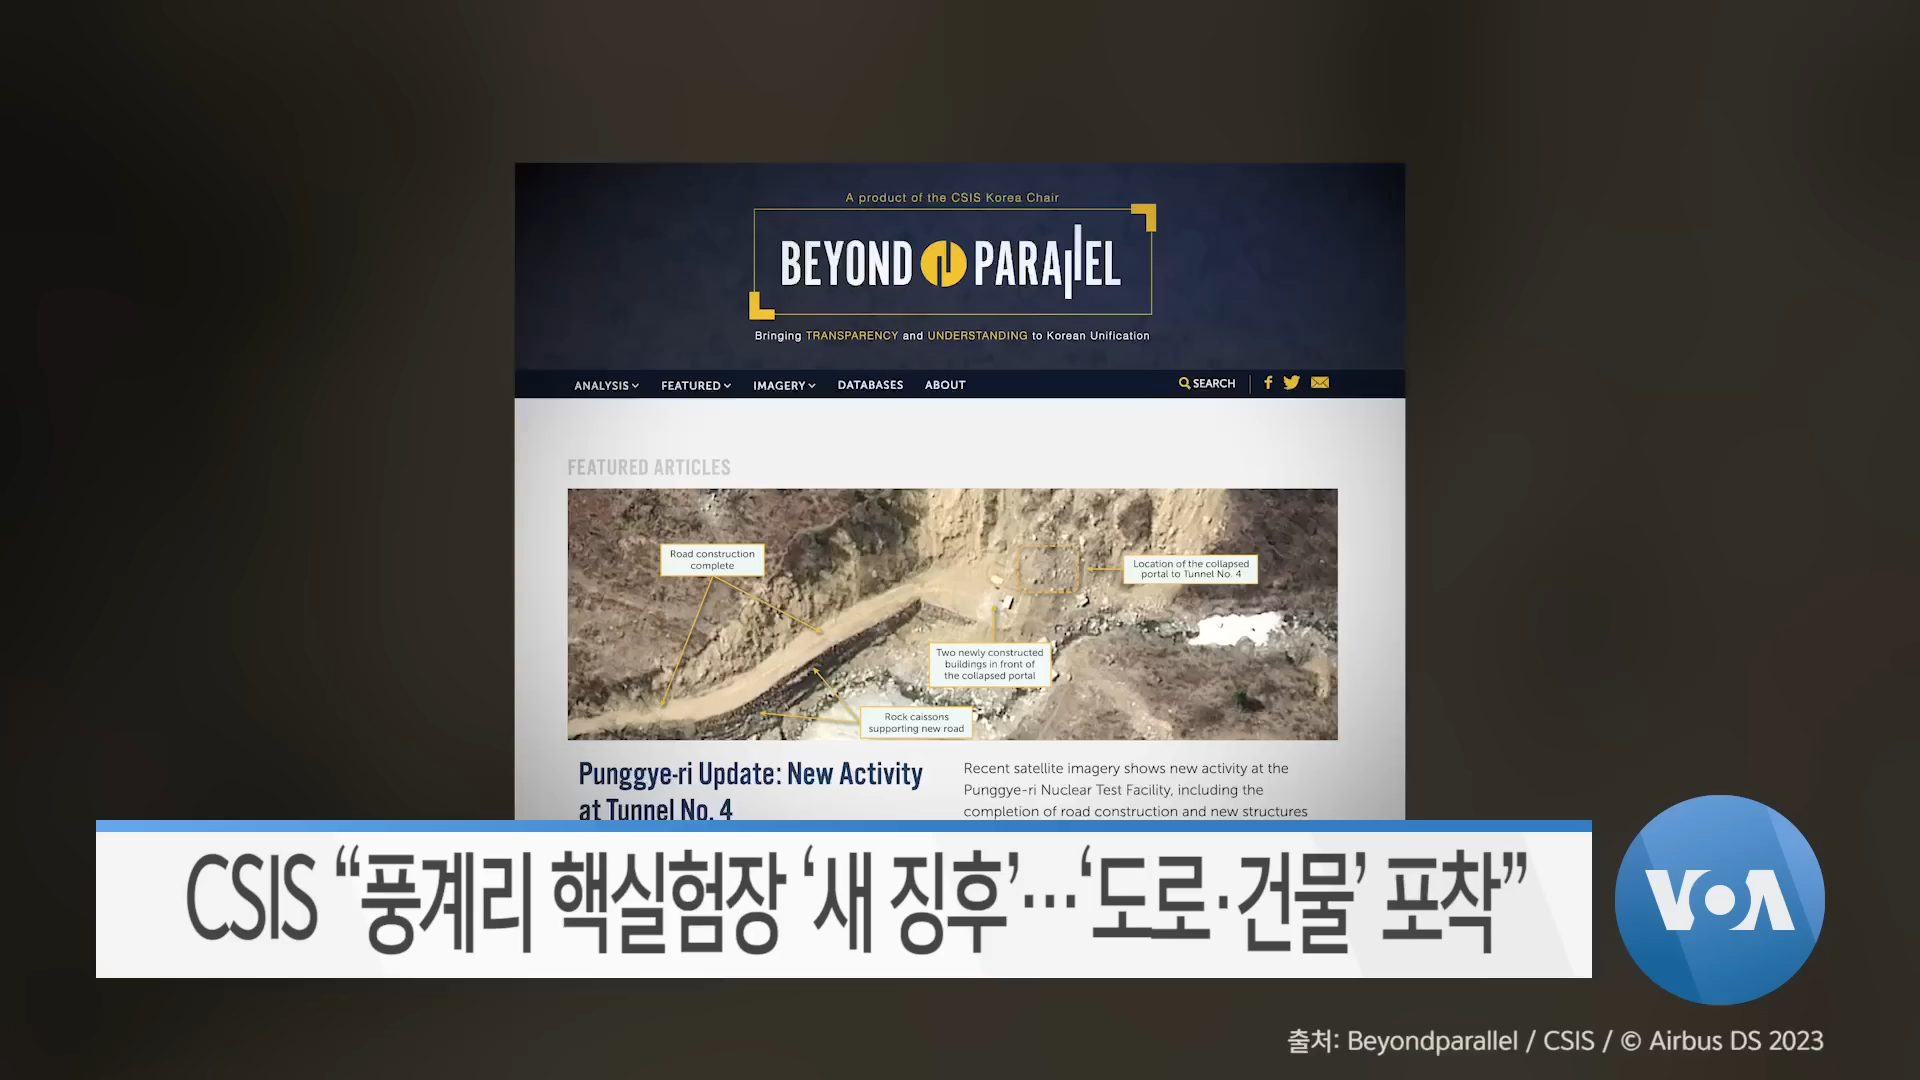 A product of the CSIS Korea Chair
BEYOND PARALLEL
Bringing TRANSPARENCY and UNDERSTANDING to Korean Unification
ANALYSIS FEATURED IMAGERY DATABASES ABOUT SEARCH
FEATURED ARTICLES
Road construction
complete
Location of the collapsed
portal to Tunnel No. 4
Two newly constructed
buildings in front of
the collapsed portal
Rock caissons
supporting new road
Punggye-ri Update: New Activity
at Tunnel No. 4
Recent satellite imagery shows new activity at the
Punggye-ri Nuclear Test Facility, including the
completion of road construction and new structures
CSIS “풍계리 핵실험장 ‘새 징후’…‘도로·건물’ 포착”
VOA
출처: Beyondparallel / CSIS / © Airbus DS 2023